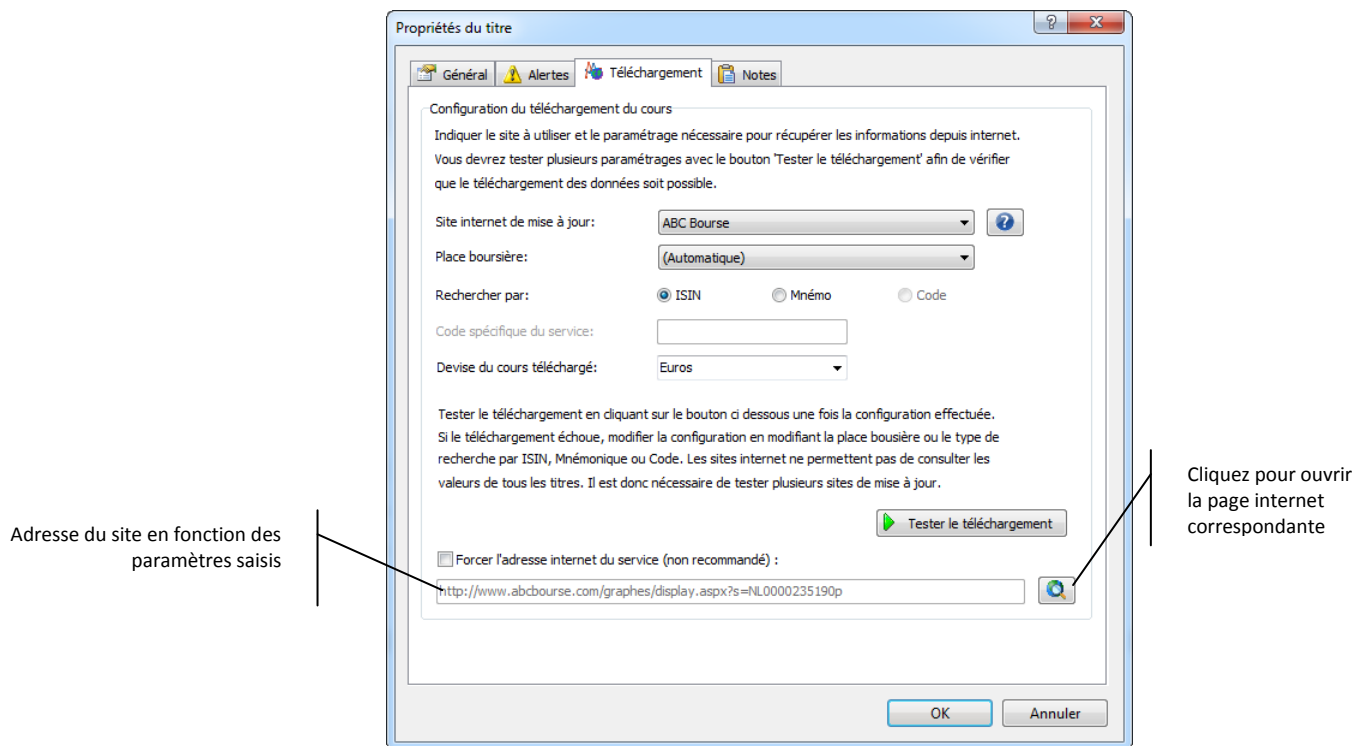 Propriétés du titre
Général
Alertes
Téléchargement
Notes
Configuration du téléchargement du cours
Indiquer le site à utiliser et le paramétrage nécessaire pour récupérer les informations depuis internet.
Vous devrez tester plusieurs paramétrages avec le bouton 'Tester le téléchargement' afin de vérifier
que le téléchargement des données soit possible.
Site internet de mise à jour:
ABC Bourse
Place boursière:
(Automatique)
Rechercher par:
ISIN
Mnémo
Code
Code spécifique du service:
Devise du cours téléchargé:
Euros
Tester le téléchargement en cliquant sur le bouton ci dessous une fois la configuration effectuée.
Si le téléchargement échoue, modifier la configuration en modifiant la place bousière ou le type de
recherche par ISIN, Mnémonique ou Code. Les sites internet ne permettent pas de consulter les
valeurs de tous les titres. Il est donc nécessaire de tester plusieurs sites de mise à jour.
Tester le téléchargement
Forcer l'adresse internet du service (non recommandé) :
http://www.abcbourse.com/graphes/display.aspx?s=NL0000235190p
OK
Annuler
Adresse du site en fonction des
paramètres saisis
Cliquez pour ouvrir
la page internet
correspondante